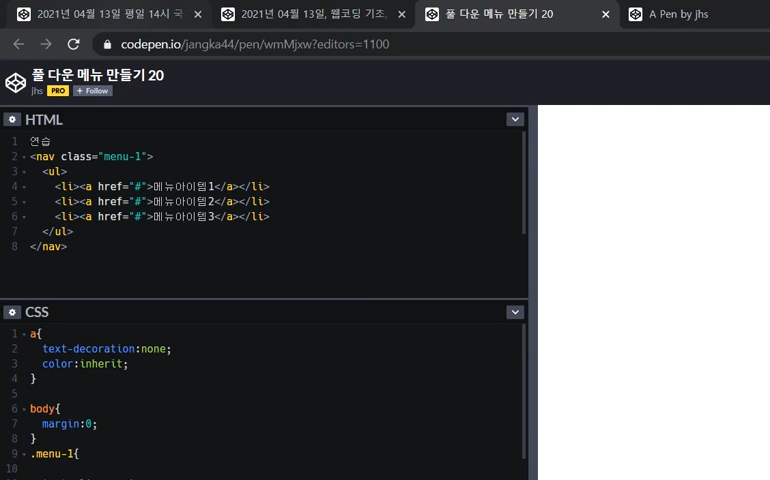 2021년 04월 13일 평일 14시 국
2021년 04월 13일, 웹코딩 기초,
풀 다운 메뉴 만들기 20
A Pen by jhs
codepen.io/jangka44/pen/wmMjxw?editors=1100
풀 다운 메뉴 만들기 20
jhs PRO + Follow
HTML
1 연습
2 <nav class="menu-1">
3 <ul>
4 <li><a href="#">메뉴아이템1</a></li>
5 <li><a href="#">메뉴아이템2</a></li>
6 <li><a href="#">메뉴아이템3</a></li>
7 </ul>
8 </nav>
CSS
1 a{
2 text-decoration:none;
3 color:inherit;
4 }
5
6 body{
7 margin:0;
8 }
9 .menu-1{
10